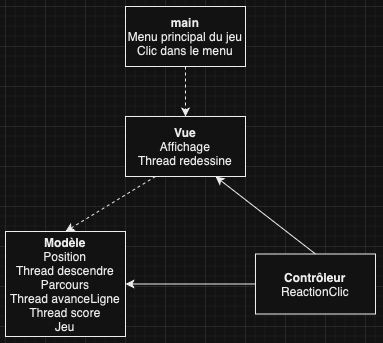 main
Menu principal du jeu
Clic dans le menu
Vue
Affichage
Thread redessine
Modèle
Position
Thread descendre
Parcours
Thread avanceLigne
Thread score
Jeu
Contrôleur
ReactionClic